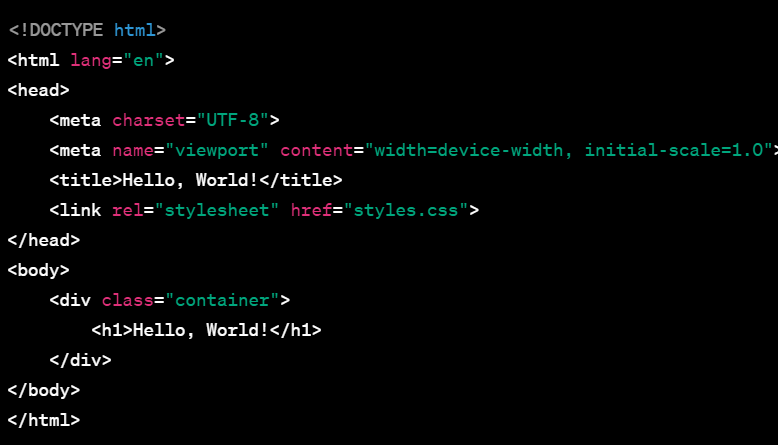 <!DOCTYPE html>
<html lang="en">
<head>
    <meta charset="UTF-8">
    <meta name="viewport" content="width=device-width, initial-scale=1.0">
    <title>Hello, World!</title>
    <link rel="stylesheet" href="styles.css">
</head>
<body>
    <div class="container">
        <h1>Hello, World!</h1>
    </div>
</body>
</html>